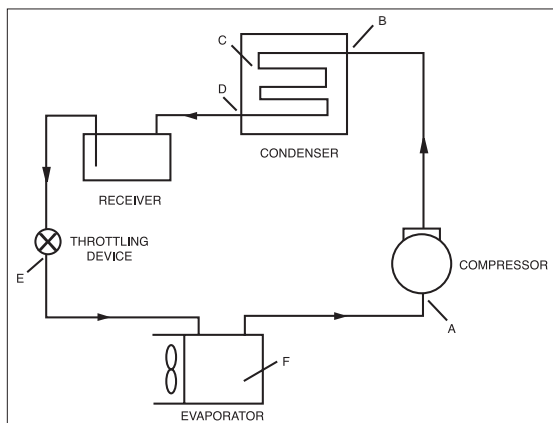 B
C
D
CONDENSER
RECEIVER
THROTTLING
DEVICE
E
COMPRESSOR
A
F
EVAPORATOR